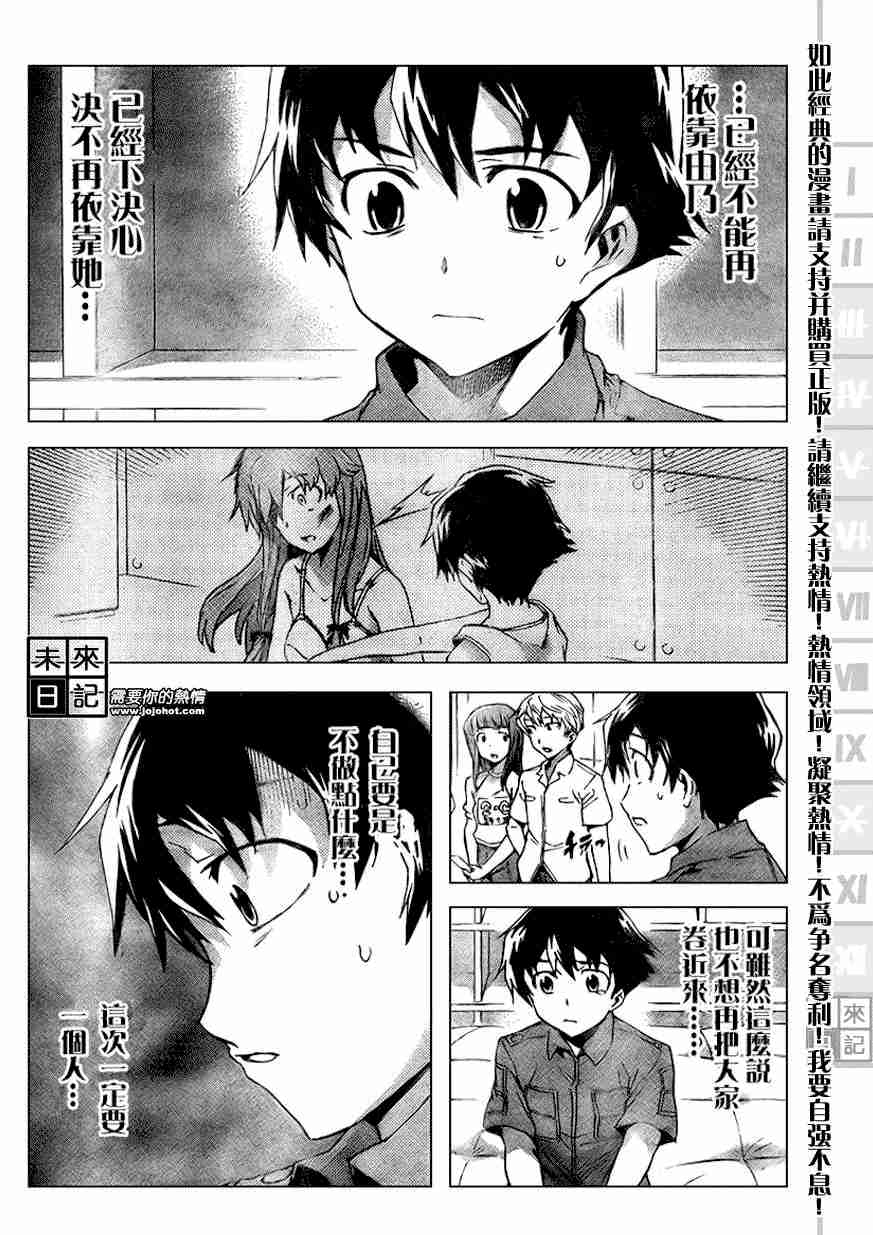 …已經不能再
依靠由乃
已經下決心
決不再依靠她…
未來
日記
需要你的熱情
www.jojohot.com
可雖然這麼說
也不想再把大家
卷近來……
自己要是
不做點什麼……
這次一定要
一個人…
如此經典的漫畫請支持并購買正版！請繼續支持熱情！熱情領域！凝聚熱情！不爲争名奪利！我要自强不息！
I
II
III
IV
V
VI
VII
VIII
IX
X
XI
來
記